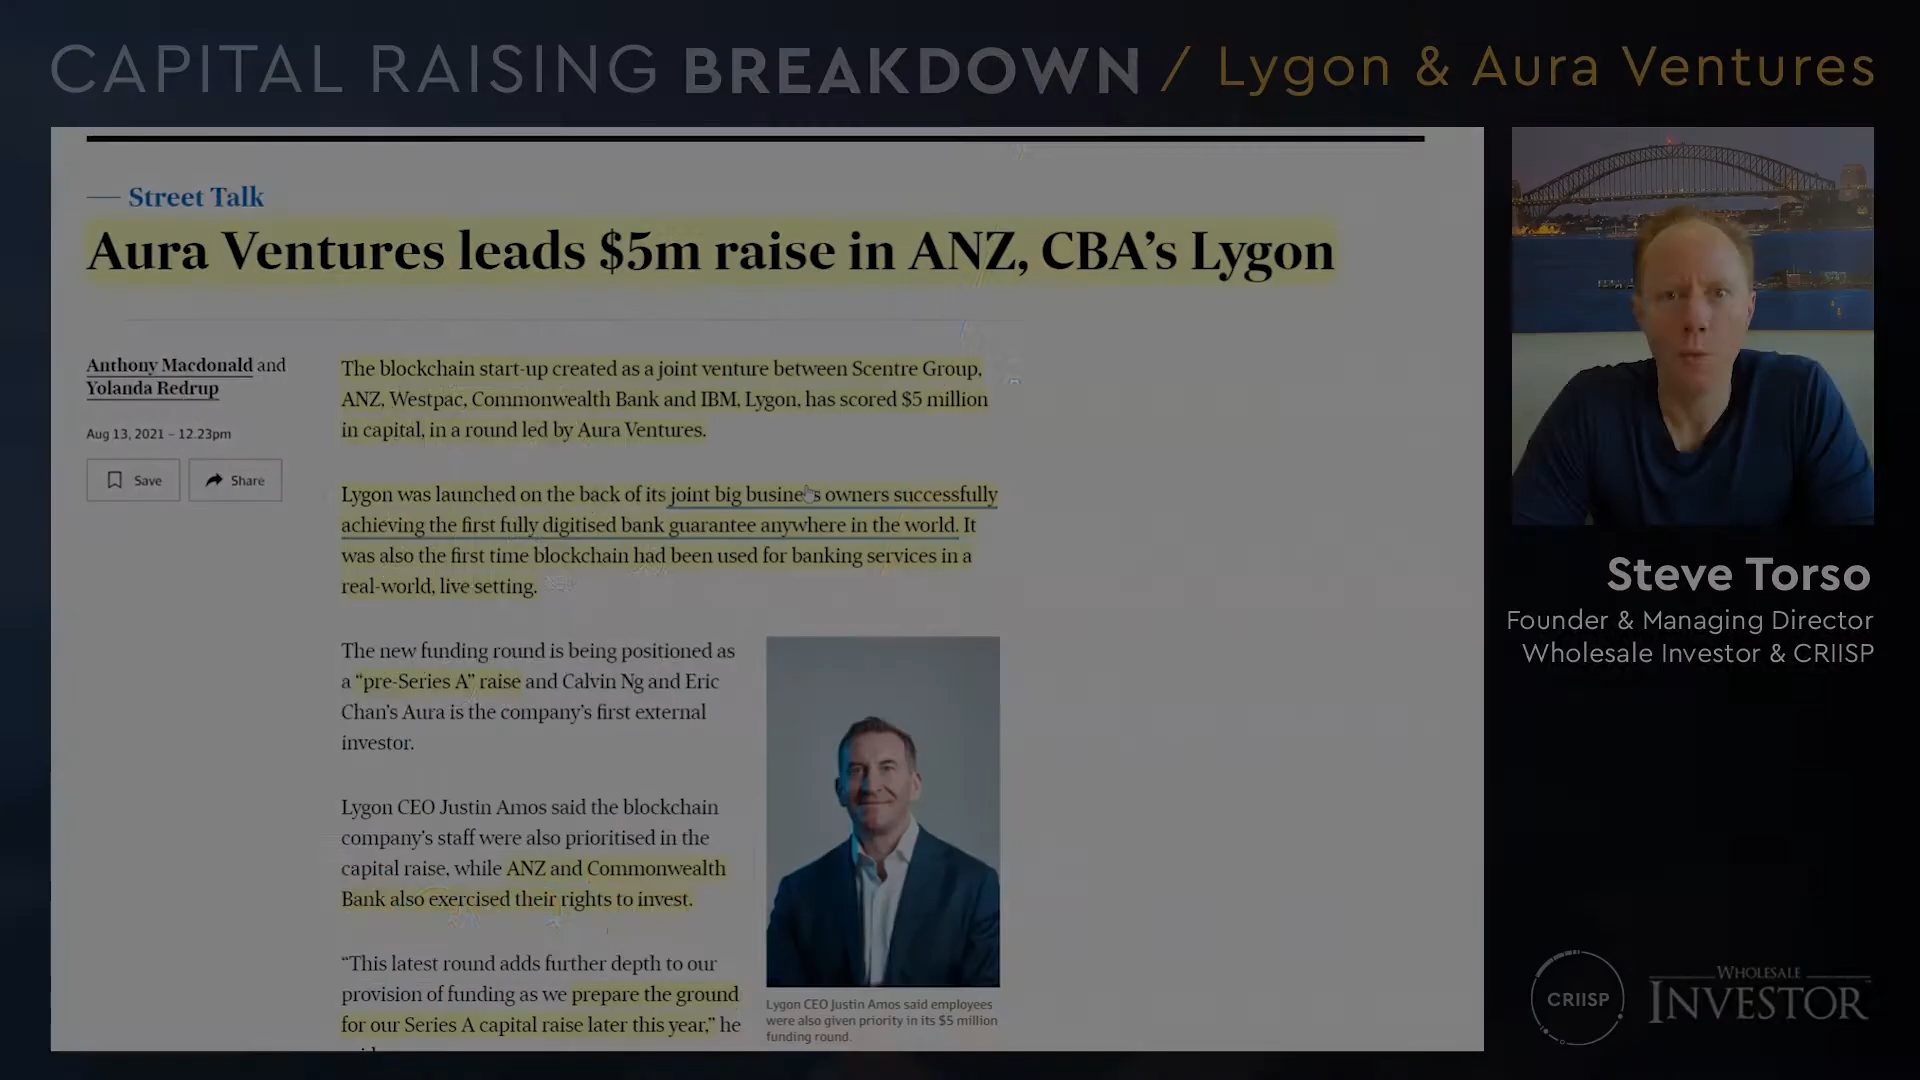 CAPITAL RAISING BREAKDOWN / Lygon & Aura Ventures
Street Talk
Aura Ventures leads $5m raise in ANZ, CBA's Lygon
Anthony Macdonald and
Yolanda Redrup
Aug 13, 2021 – 12.23pm
Save
Share
The blockchain start-up created as a joint venture between Scentre Group,
ANZ, Westpac, Commonwealth Bank and IBM, Lygon, has scored $5 million
in capital, in a round led by Aura Ventures.
Lygon was launched on the back of its joint big business owners successfully
achieving the first fully digitised bank guarantee anywhere in the world. It
was also the first time blockchain had been used for banking services in a
real-world, live setting.
The new funding round is being positioned as
a “pre-Series A” raise and Calvin Ng and Eric
Chan's Aura is the company's first external
investor.
Lygon CEO Justin Amos said the blockchain
company's staff were also prioritised in the
capital raise, while ANZ and Commonwealth
Bank also exercised their rights to invest.
“This latest round adds further depth to our
provision of funding as we prepare the ground
for our Series A capital raise later this year,” he
Lygon CEO Justin Amos said employees
were also given priority in its $5 million
funding round.
Steve Torso
Founder & Managing Director
Wholesale Investor & CRIISP
CRIISP
WHOLESALE
INVESTOR